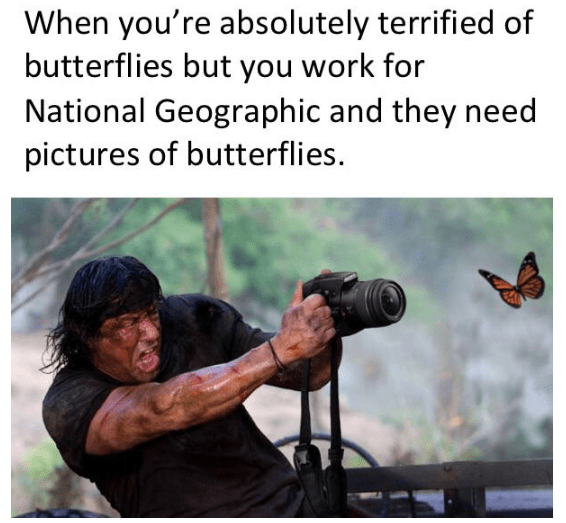 When you’re absolutely terrified of
butterflies but you work for
National Geographic and they need
pictures of butterflies.